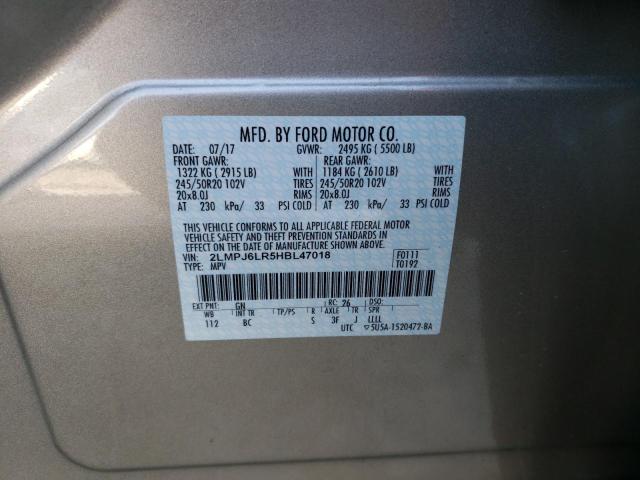 MFD. BY FORD MOTOR CO.
DATE: 07/17 GVWR: 2495 KG ( 5500 LB)
FRONT GAWR: REAR GAWR:
1322 KG ( 2915 LB) WITH 1184 KG ( 2610 LB) WITH
245/50R20 102V TIRES 245/50R20 102V TIRES
20x8.0J RIMS 20x8.0J RIMS
AT 230 kPa/ 33 PSI COLD AT 230 kPa/ 33 PSI COLD
THIS VEHICLE CONFORMS TO ALL APPLICABLE FEDERAL MOTOR
VEHICLE SAFETY AND THEFT PREVENTION STANDARDS IN
EFFECT ON THE DATE OF MANUFACTURE SHOWN ABOVE.
VIN: 2LMPJ6LR5HBL47018 F0111
TYPE: MPV T0192
EXT PNT: GN RC: 26 DSO:
WB INT TR TP/PS R AXLE TR SPR
112 BC S 3F J LLLL
UTC 5U5A-1520472-BA